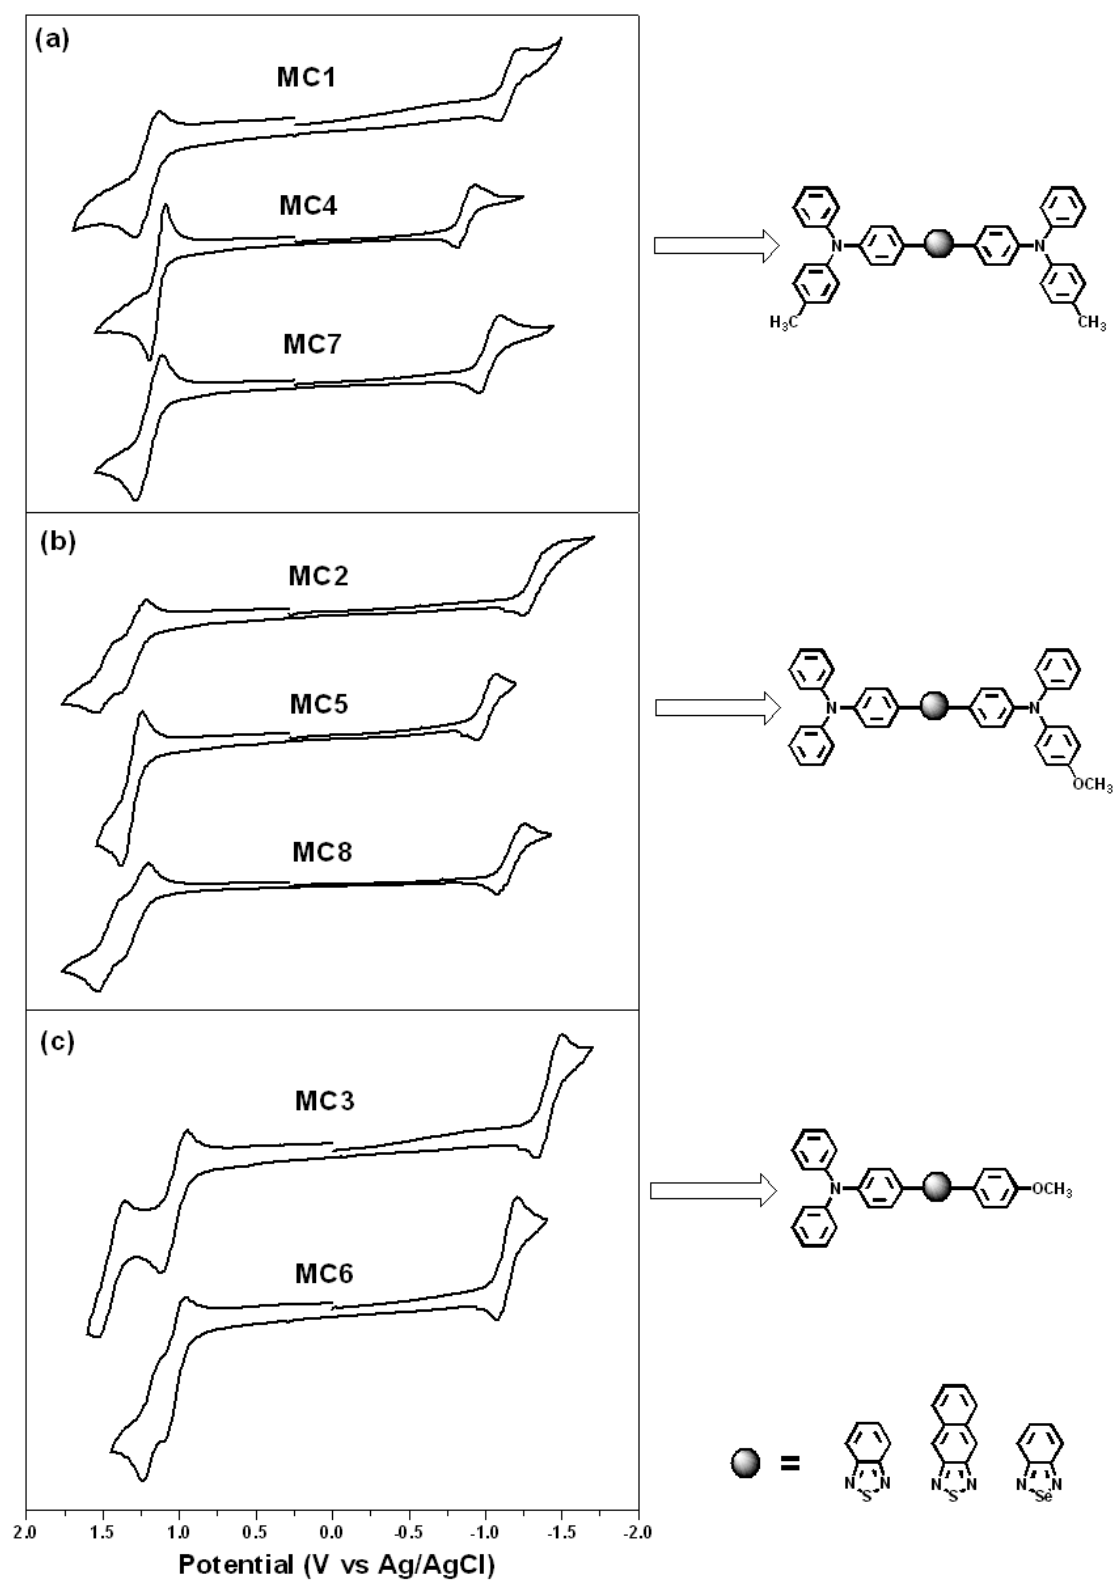 (a)
MC1
MC4
MC7
N
N
H₃C
CH₃
(b)
MC2
MC5
MC8
N
N
OCH₃
(c)
MC3
MC6
N
OCH₃
=
N S N
N S N
N Se N
2.0 1.5 1.0 0.5 0.0 -0.5 -1.0 -1.5 -2.0
Potential (V vs Ag/AgCl)